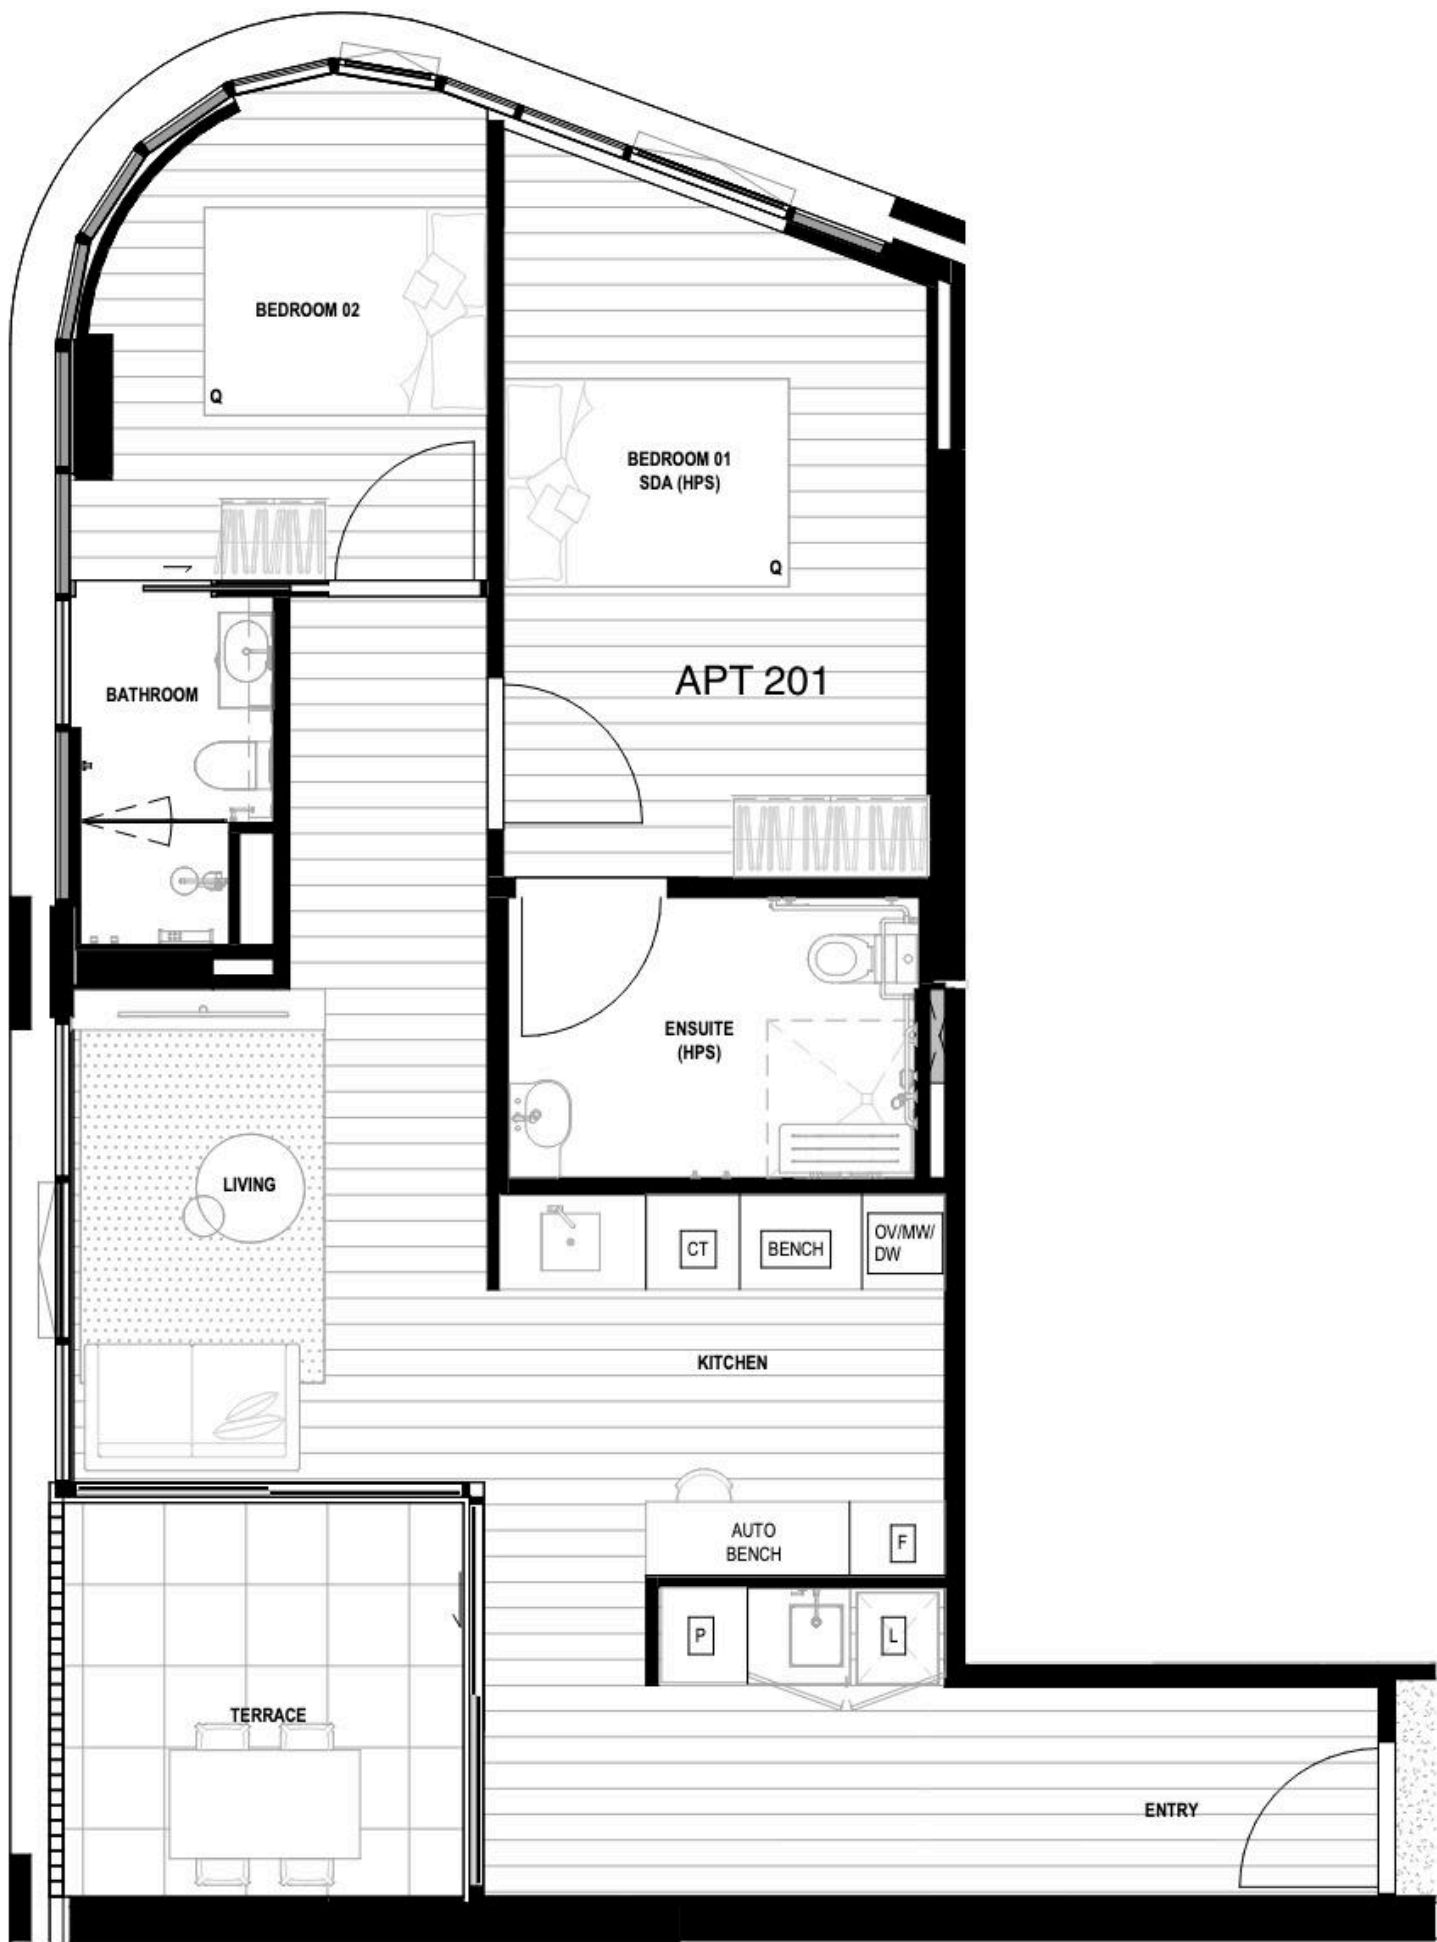 BEDROOM 02
Q
BEDROOM 01
SDA (HPS)
Q
APT 201
BATHROOM
ENSUITE
(HPS)
LIVING
CT
BENCH
OV/MW/
DW
KITCHEN
AUTO
BENCH
F
P
L
TERRACE
ENTRY